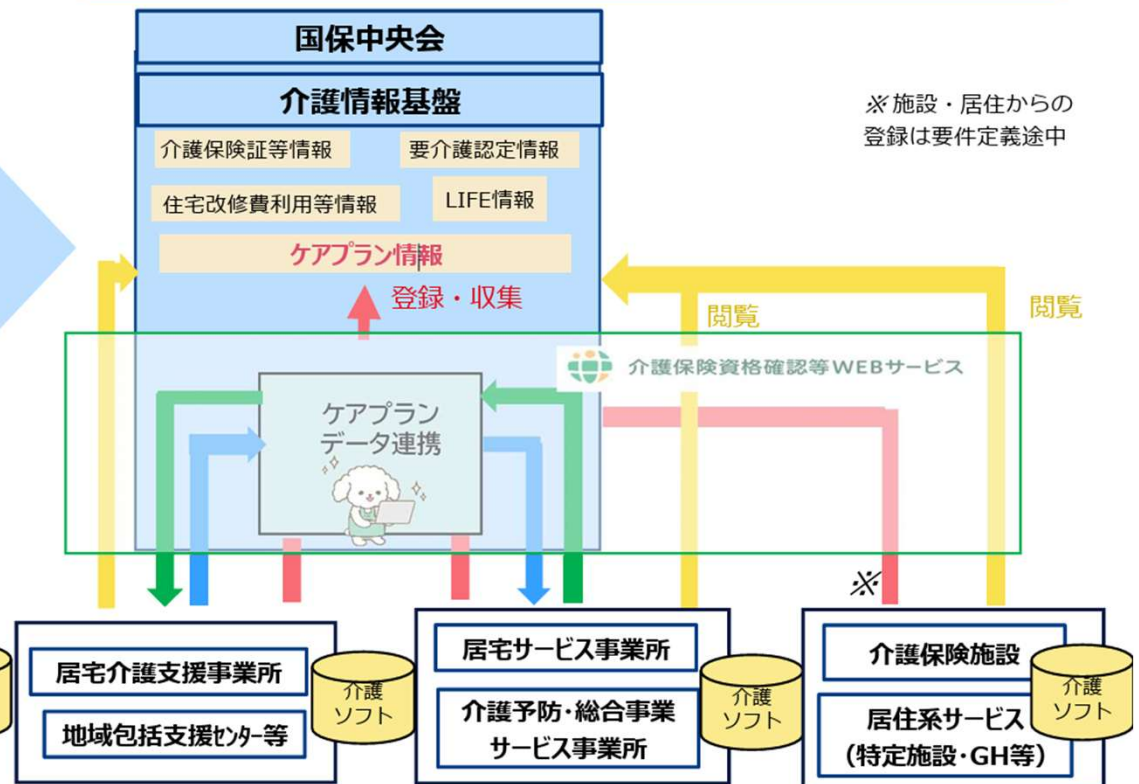 国保中央会
介護情報基盤
※施設・居住からの
登録は要件定義途中
介護保険証等情報
要介護認定情報
住宅改修費利用等情報
LIFE情報
ケアプラン情報
登録・収集
閲覧
閲覧
介護保険資格確認等WEBサービス
ケアプラン
データ連携
※
居宅介護支援事業所
地域包括支援センター等
介護
ソフト
居宅サービス事業所
介護予防・総合事業
サービス事業所
介護
ソフト
介護保険施設
居住系サービス
(特定施設・GH等)
介護
ソフト